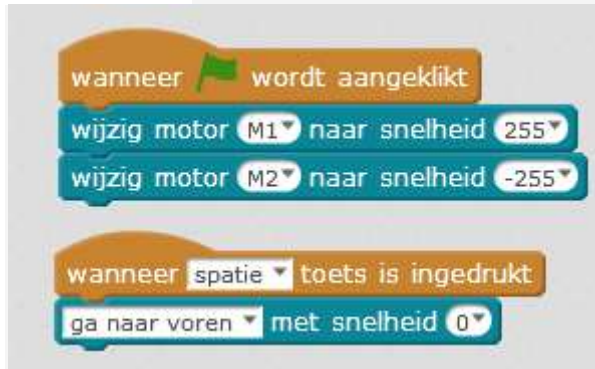 wanneer wordt aangeklikt
wijzig motor M1 naar snelheid 255
wijzig motor M2 naar snelheid -255
wanneer spatie toets is ingedrukt
ga naar voren met snelheid 0